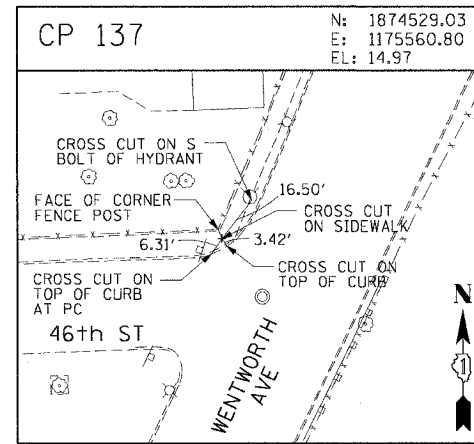 CP 137
N: 1874529.03
E: 1175560.80
EL: 14.97
CROSS CUT ON S
BOLT OF HYDRANT
16.50'
FACE OF CORNER
FENCE POST
CROSS CUT
ON SIDEWALK
6.31'
3.42'
CROSS CUT ON
TOP OF CURB
AT PC
CROSS CUT ON
TOP OF CURB
46th ST
WENTWORTH
AVE
N
1